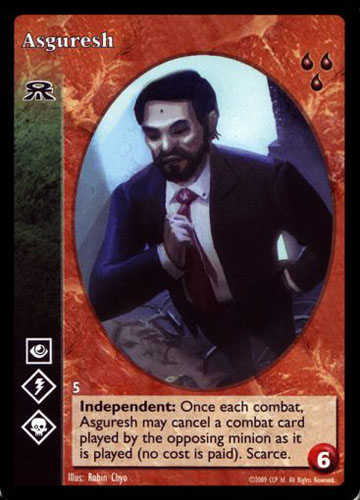 Asguresh
5
Independent: Once each combat,
Asguresh may cancel a combat card
played by the opposing minion as it
is played (no cost is paid). Scarce.
6
Illus: Robin Chyo
©2009 CCP hf. All Rights Reserved.